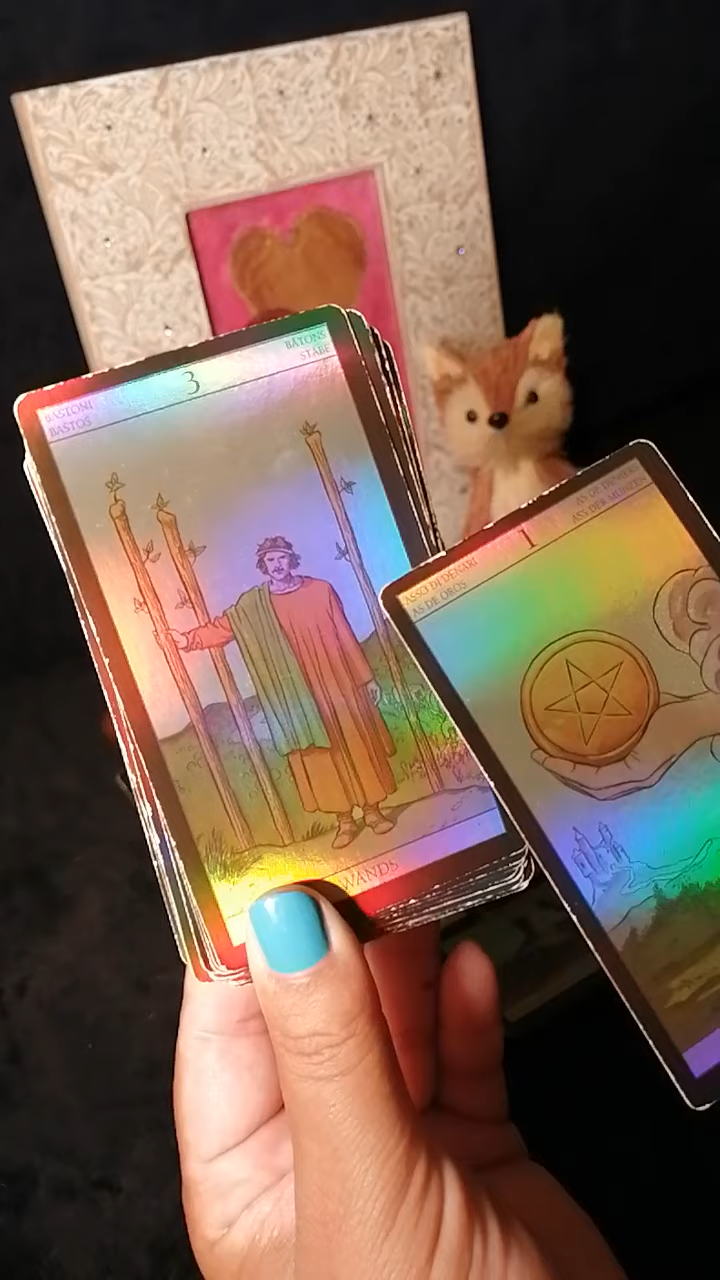 BASTONI
BASTOS
3
BÂTONS
STÄBE
WANDS
ASSO DI DENARI
AS DE OROS
1
AS DE DENIERS
ASS DER MÜNZEN